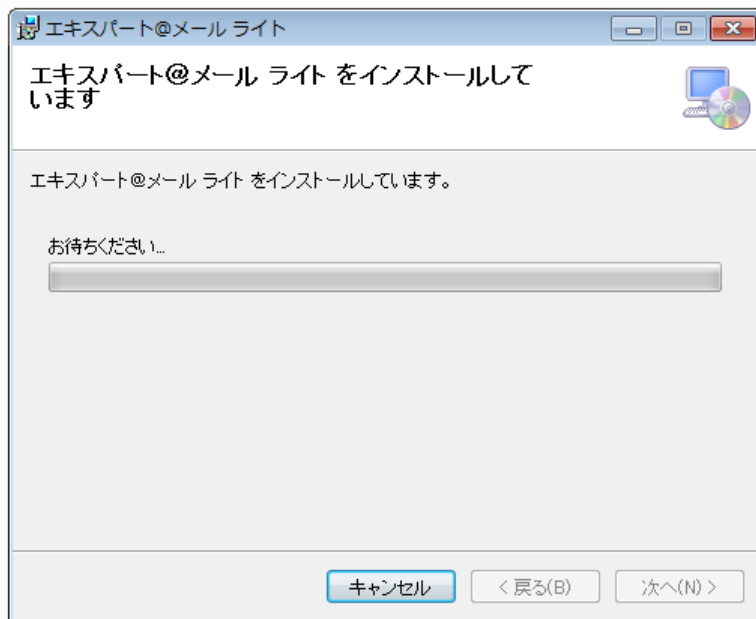 エキスパート@メール ライト
エキスパート@メール ライト をインストールして
います
エキスパート@メール ライト をインストールしています。
お待ちください...
キャンセル
< 戻る(B)
次へ(N) >